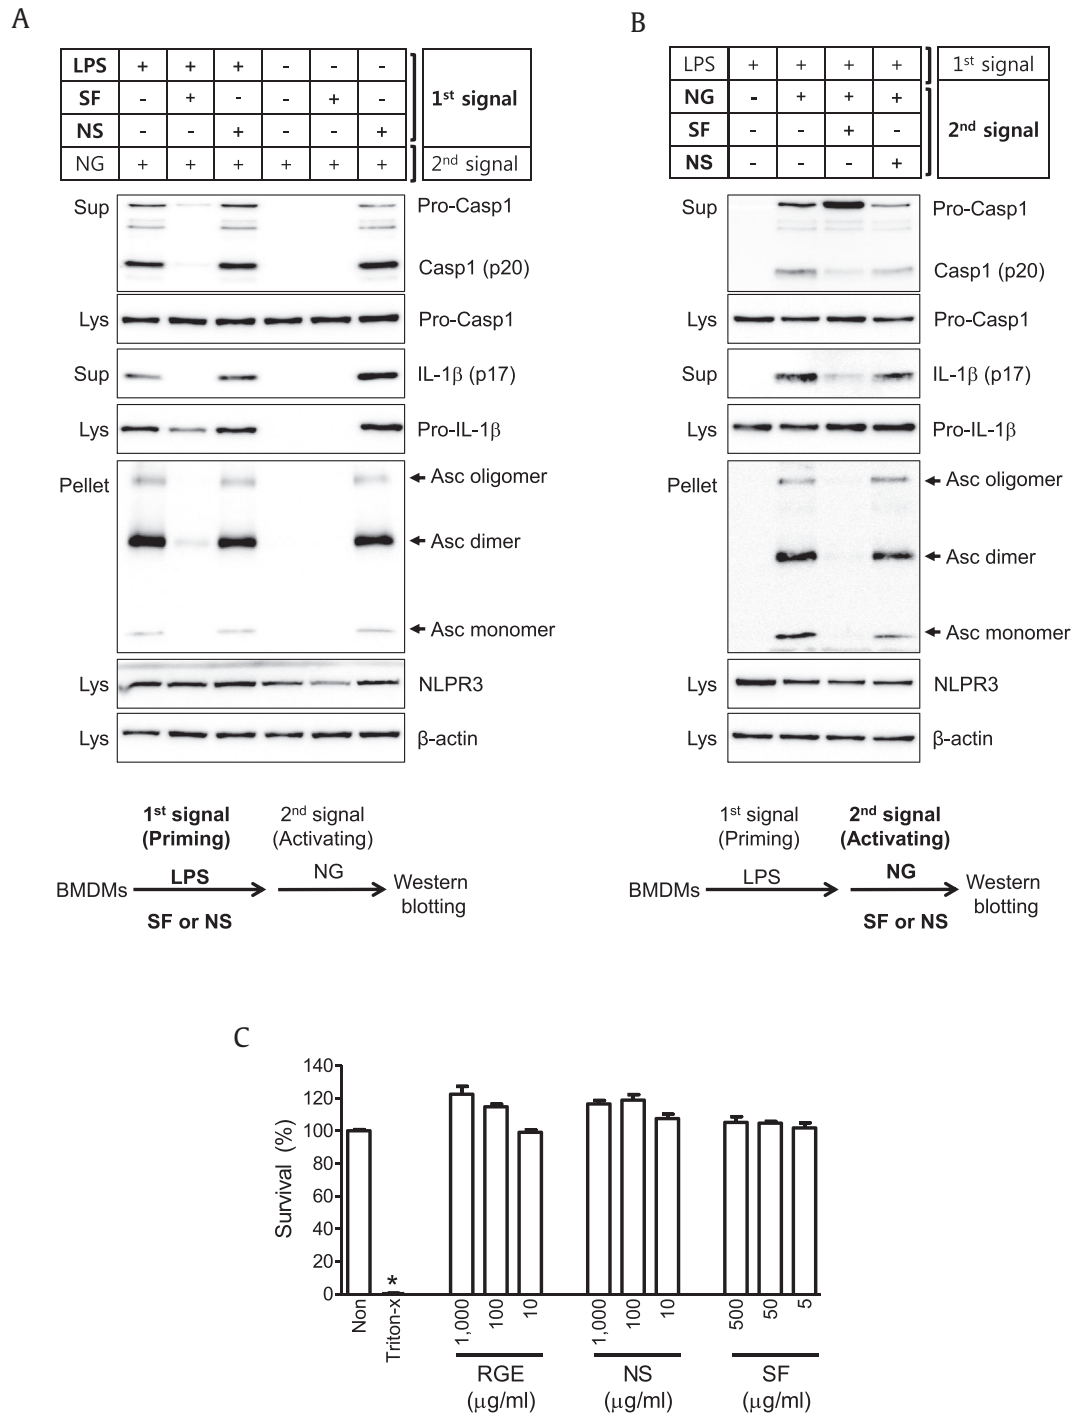 A
LPS + + + - - - 1st signal
SF - + - - + -
NS - - + - - +
NG + + + + + + 2nd signal
Sup Pro-Casp1
Casp1 (p20)
Lys Pro-Casp1
Sup IL-1β (p17)
Lys Pro-IL-1β
Pellet Asc oligomer
Asc dimer
Asc monomer
Lys NLPR3
Lys β-actin
1st signal 2nd signal
(Priming) (Activating)
BMDMs LPS NG Western
blotting
SF or NS
B
LPS + + + + 1st signal
NG - + + + 2nd signal
SF - - + -
NS - - - +
Sup Pro-Casp1
Casp1 (p20)
Lys Pro-Casp1
Sup IL-1β (p17)
Lys Pro-IL-1β
Pellet Asc oligomer
Asc dimer
Asc monomer
Lys NLPR3
Lys β-actin
1st signal 2nd signal
(Priming) (Activating)
BMDMs LPS NG Western
blotting
SF or NS
C
Survival (%)
140
120
100
80
60
40
20
0
*
Non Triton-x 1,000 100 10 1,000 100 10 500 50 5
RGE NS SF
(μg/ml) (μg/ml) (μg/ml)